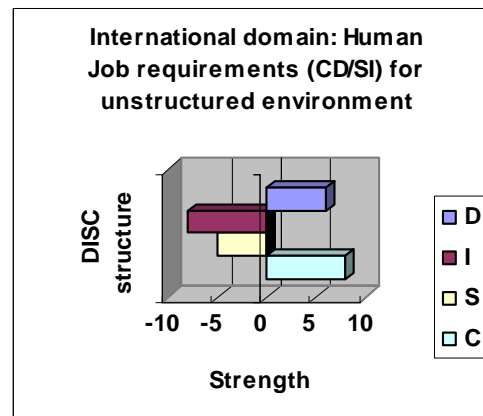 International domain: Human
Job requirements (CD/SI) for
unstructured environment
DISC
structure
-10 -5 0 5 10
Strength
D
I
S
C